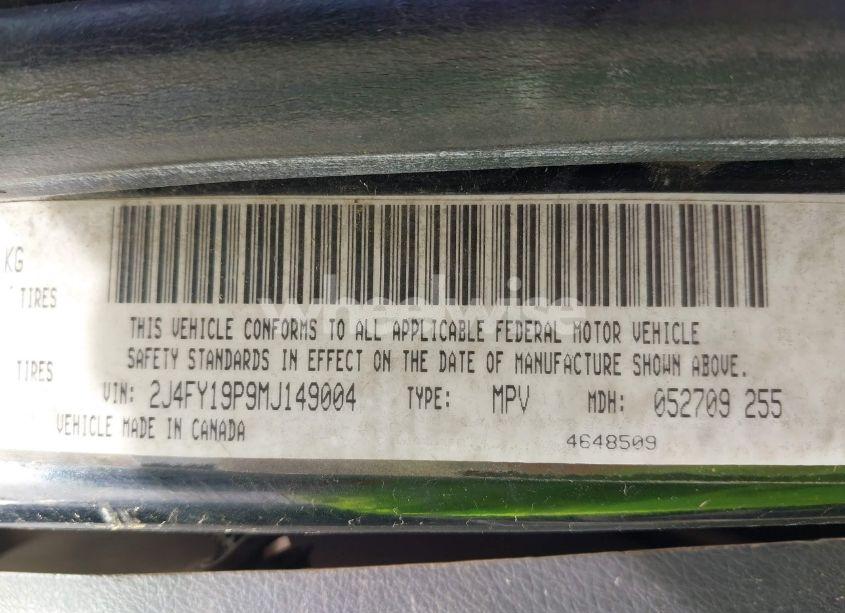 KG
TIRES
THIS VEHICLE CONFORMS TO ALL APPLICABLE FEDERAL MOTOR VEHICLE
SAFETY STANDARDS IN EFFECT ON THE DATE OF MANUFACTURE SHOWN ABOVE.
TIRES
VIN: 2J4FY19P9MJ149004 TYPE: MPV MDH: 052709 255
VEHICLE MADE IN CANADA
4648509
wheelwise